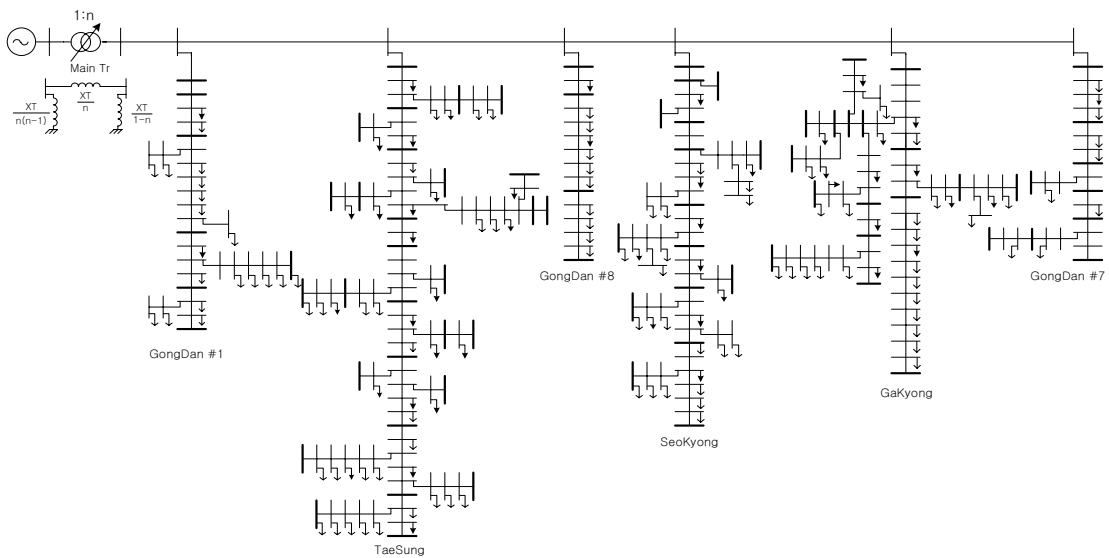 1:n
Main Tr
XT
n
XT
n(n-1)
XT
1-n
GongDan #1
TaeSung
GongDan #8
SeoKyong
GaKyong
GongDan #7